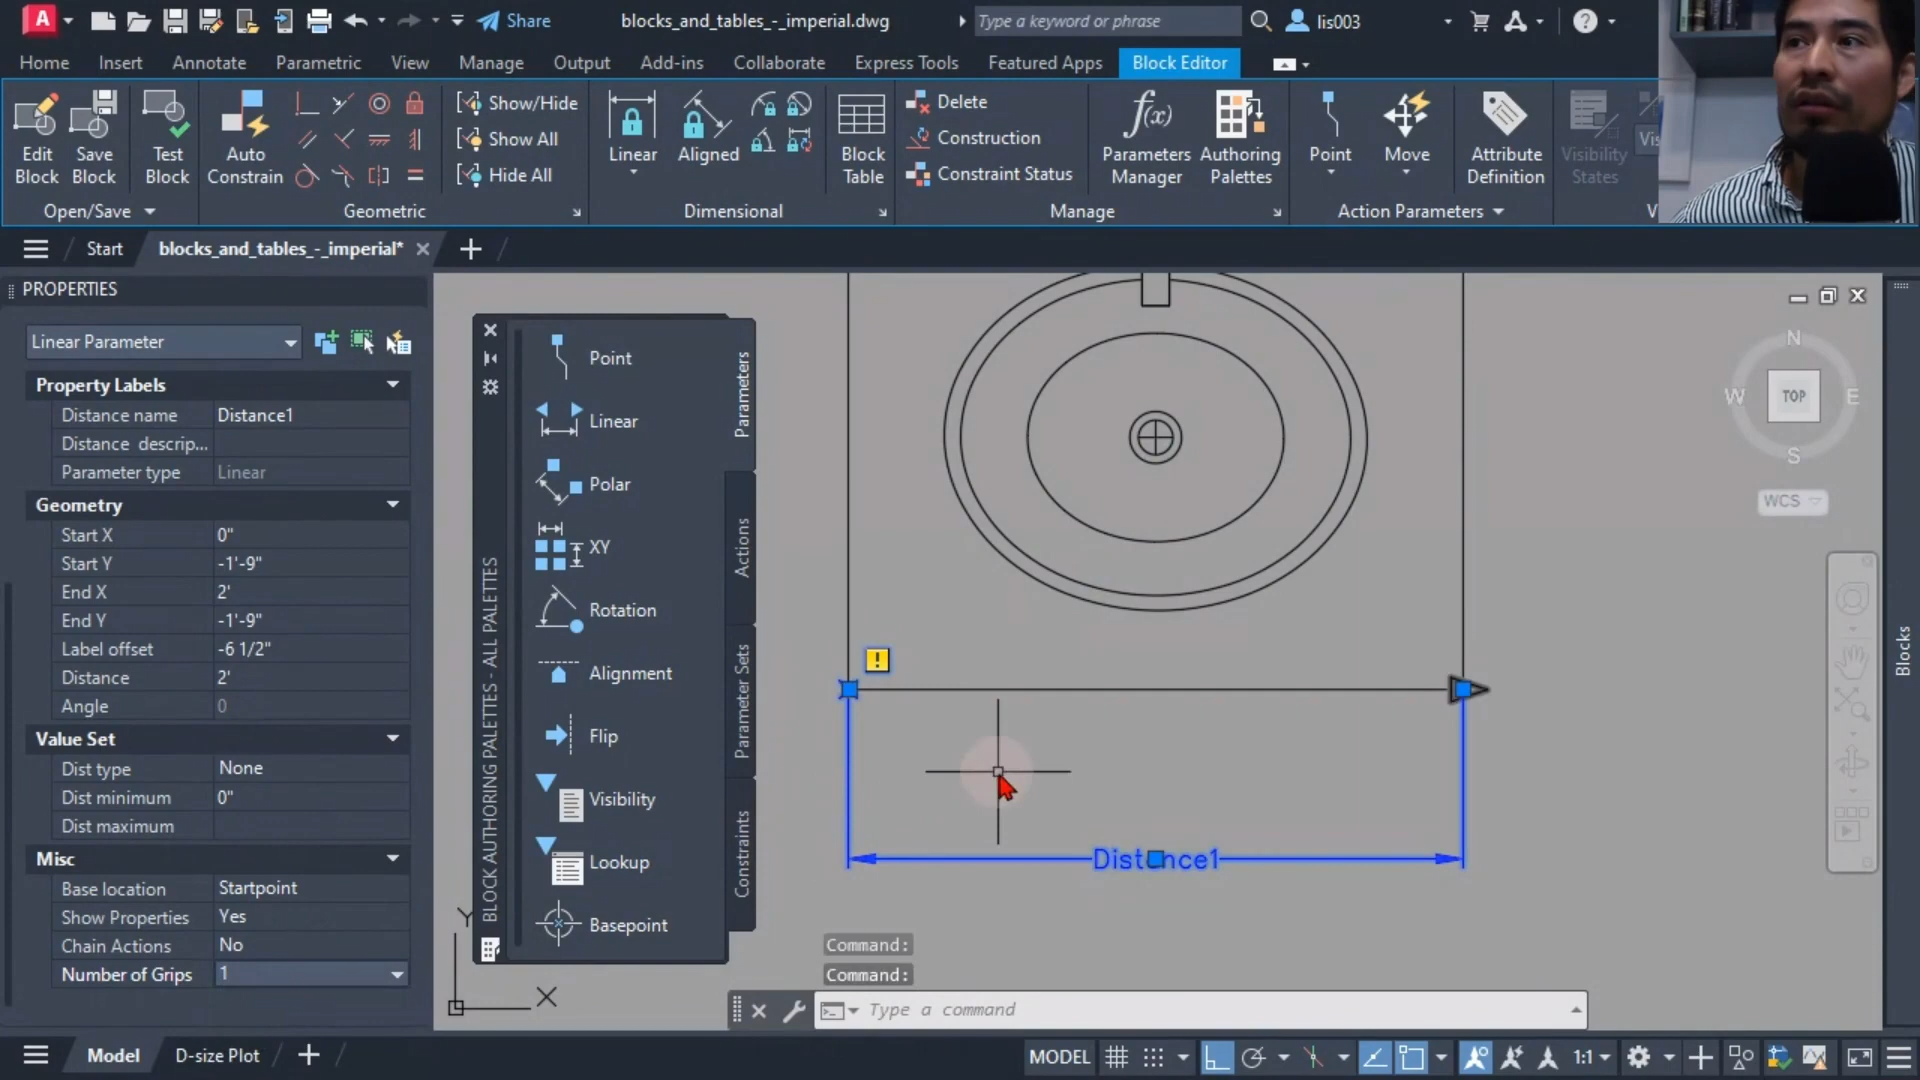 A
Share
blocks_and_tables_-_imperial.dwg
Type a keyword or phrase
lis003
Home Insert Annotate Parametric View Manage Output Add-ins Collaborate Express Tools Featured Apps Block Editor
Edit Block
Save Block
Test Block
Open/Save
Auto Constrain
Show/Hide
Show All
Hide All
Geometric
Linear
Aligned
Dimensional
Block Table
Delete
Construction
Constraint Status
Parameters Manager
Authoring Palettes
Manage
Point
Move
Action Parameters
Attribute Definition
Visibility States
Start
blocks_and_tables_-_imperial*
PROPERTIES
Linear Parameter
Property Labels
Distance name Distance1
Distance descrip...
Parameter type Linear
Geometry
Start X 0"
Start Y -1'-9"
End X 2'
End Y -1'-9"
Label offset -6 1/2"
Distance 2'
Angle 0
Value Set
Dist type None
Dist minimum 0"
Dist maximum
Misc
Base location Startpoint
Show Properties Yes
Chain Actions No
Number of Grips 1
BLOCK AUTHORING PALETTES - ALL PALETTES
Point
Linear
Polar
XY
Rotation
Alignment
Flip
Visibility
Lookup
Basepoint
Parameters
Actions
Parameter Sets
Constraints
!
Distance1
N
W TOP E
S
WCS
Blocks
Y
X
Command:
Command:
Type a command
Model D-size Plot
MODEL
1:1